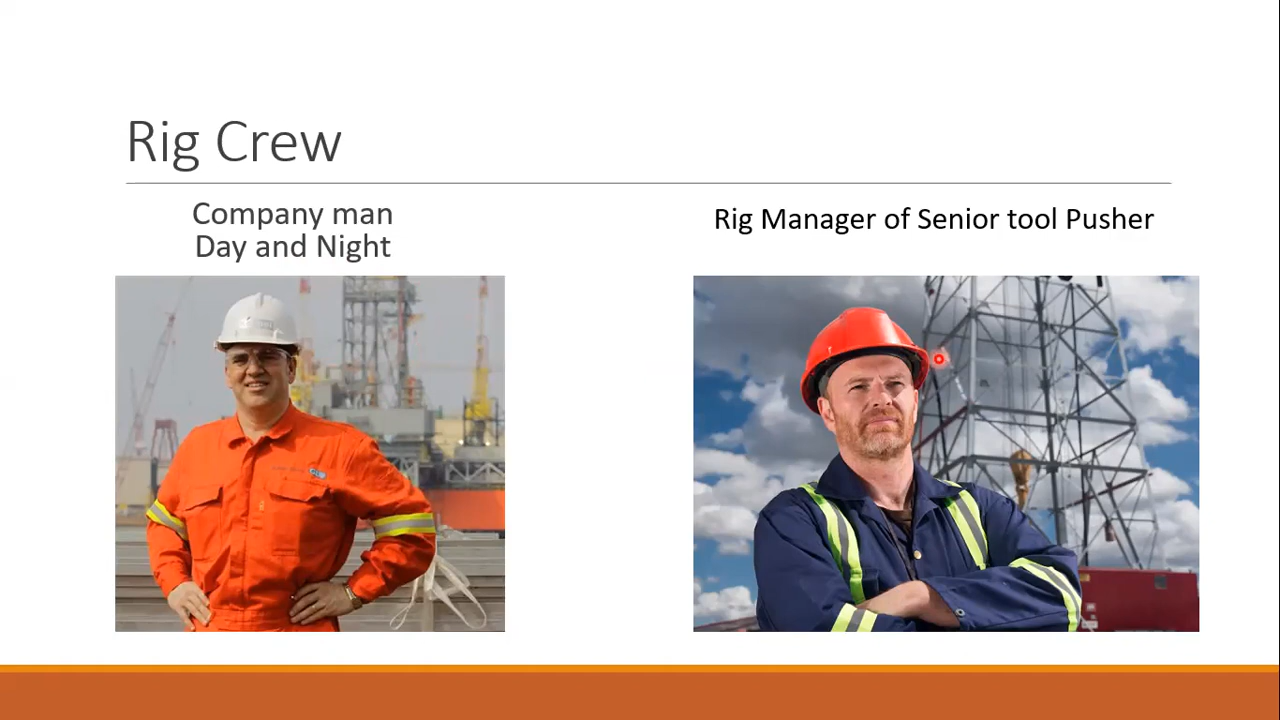 Rig Crew
Company man
Day and Night
Rig Manager of Senior tool Pusher